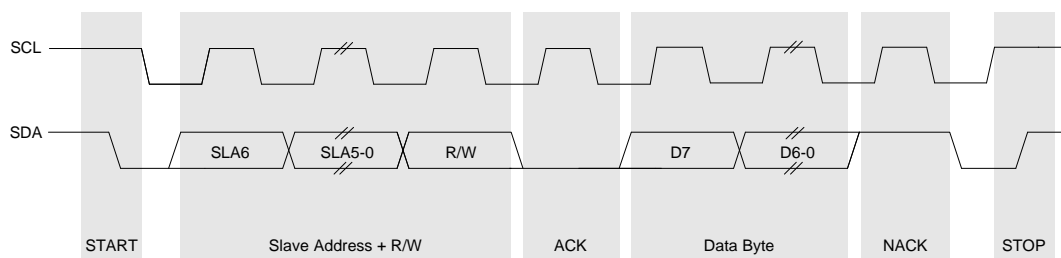 SCL
SDA
SLA6 SLA5-0 R/W D7 D6-0
START Slave Address + R/W ACK Data Byte NACK STOP